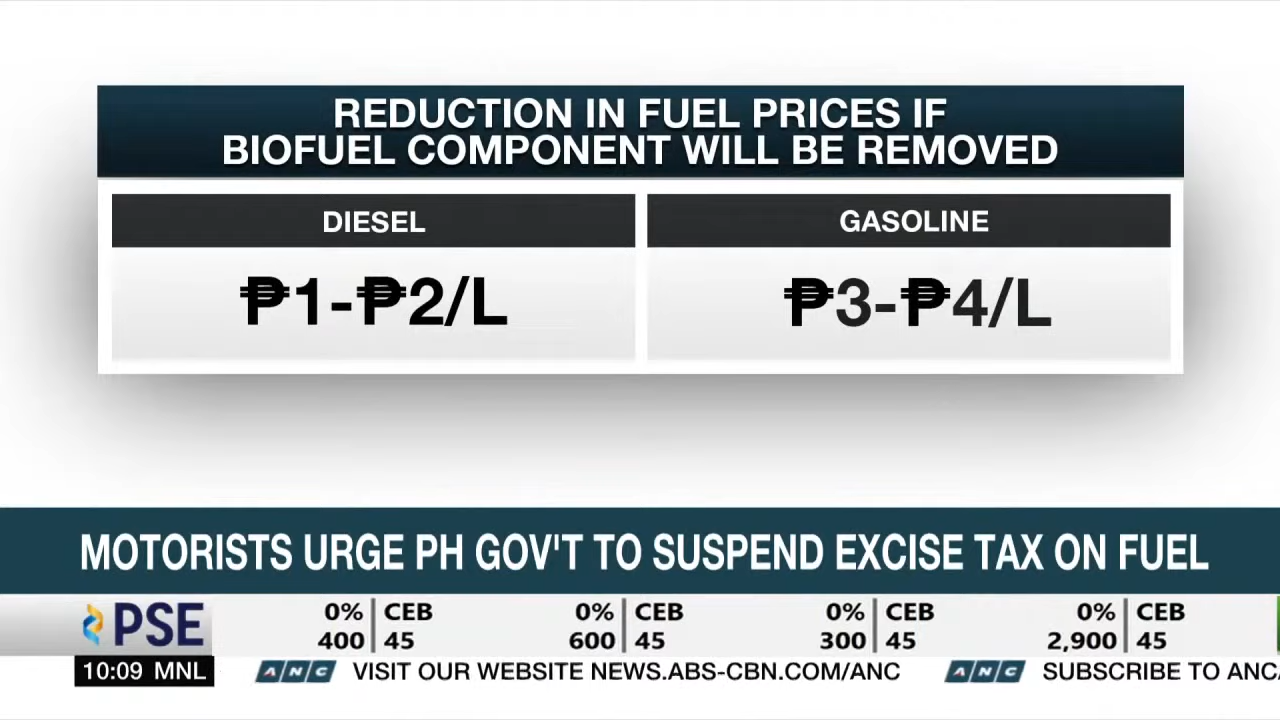 REDUCTION IN FUEL PRICES IF
BIOFUEL COMPONENT WILL BE REMOVED
DIESEL
GASOLINE
₱1-₱2/L
₱3-₱4/L
MOTORISTS URGE PH GOV'T TO SUSPEND EXCISE TAX ON FUEL
PSE
0% CEB 0% CEB 0% CEB 0% CEB
400 45 600 45 300 45 2,900 45
10:09 MNL
ANC VISIT OUR WEBSITE NEWS.ABS-CBN.COM/ANC ANC SUBSCRIBE TO ANC